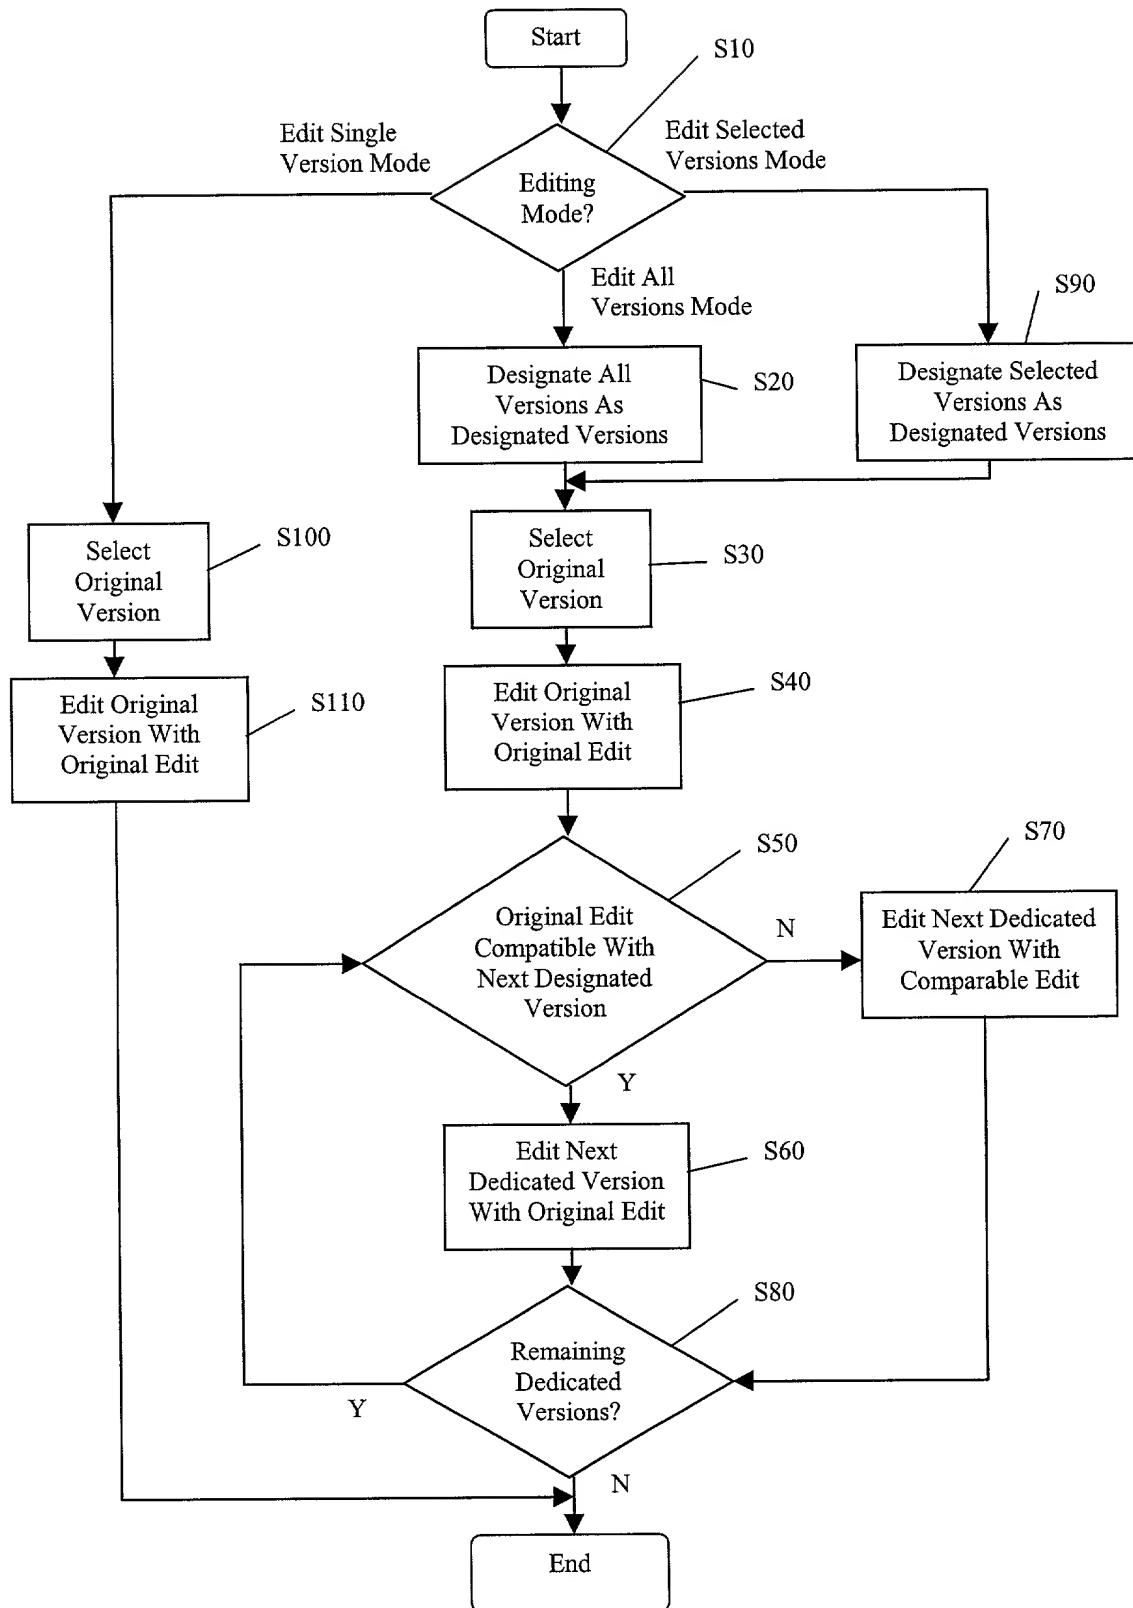 Start
S10
Edit Single
Version Mode
Edit Selected
Versions Mode
Editing
Mode?
Edit All
Versions Mode
S90
Designate All
Versions As
Designated Versions
S20
Designate Selected
Versions As
Designated Versions
Select
Original
Version
S100
Select
Original
Version
S30
Edit Original
Version With
Original Edit
S110
Edit Original
Version With
Original Edit
S40
S50
S70
Original Edit
Compatible With
Next Designated
Version
N
Edit Next Dedicated
Version With
Comparable Edit
Y
Edit Next
Dedicated Version
With Original Edit
S60
S80
Remaining
Dedicated
Versions?
Y
N
End